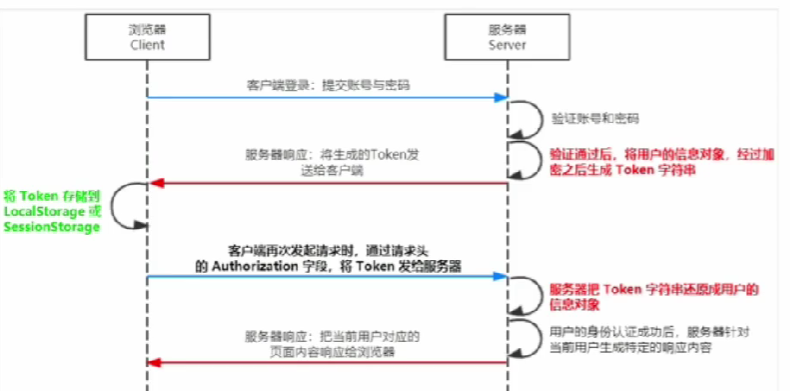 浏览器
Client
服务器
Server
客户端登录：提交账号与密码
验证账号和密码
服务器响应：将生成的Token发
送给客户端
验证通过后，将用户的信息对象，经过加
密之后生成 Token 字符串
将 Token 存储到
LocalStorage 或
SessionStorage
客户端再次发起请求时，通过请求头
的 Authorization 字段，将 Token 发给服务器
服务器把 Token 字符串还原成用户的
信息对象
用户的身份认证成功后，服务器针对
当前用户生成特定的响应内容
服务器响应：把当前用户对应的
页面内容响应给浏览器